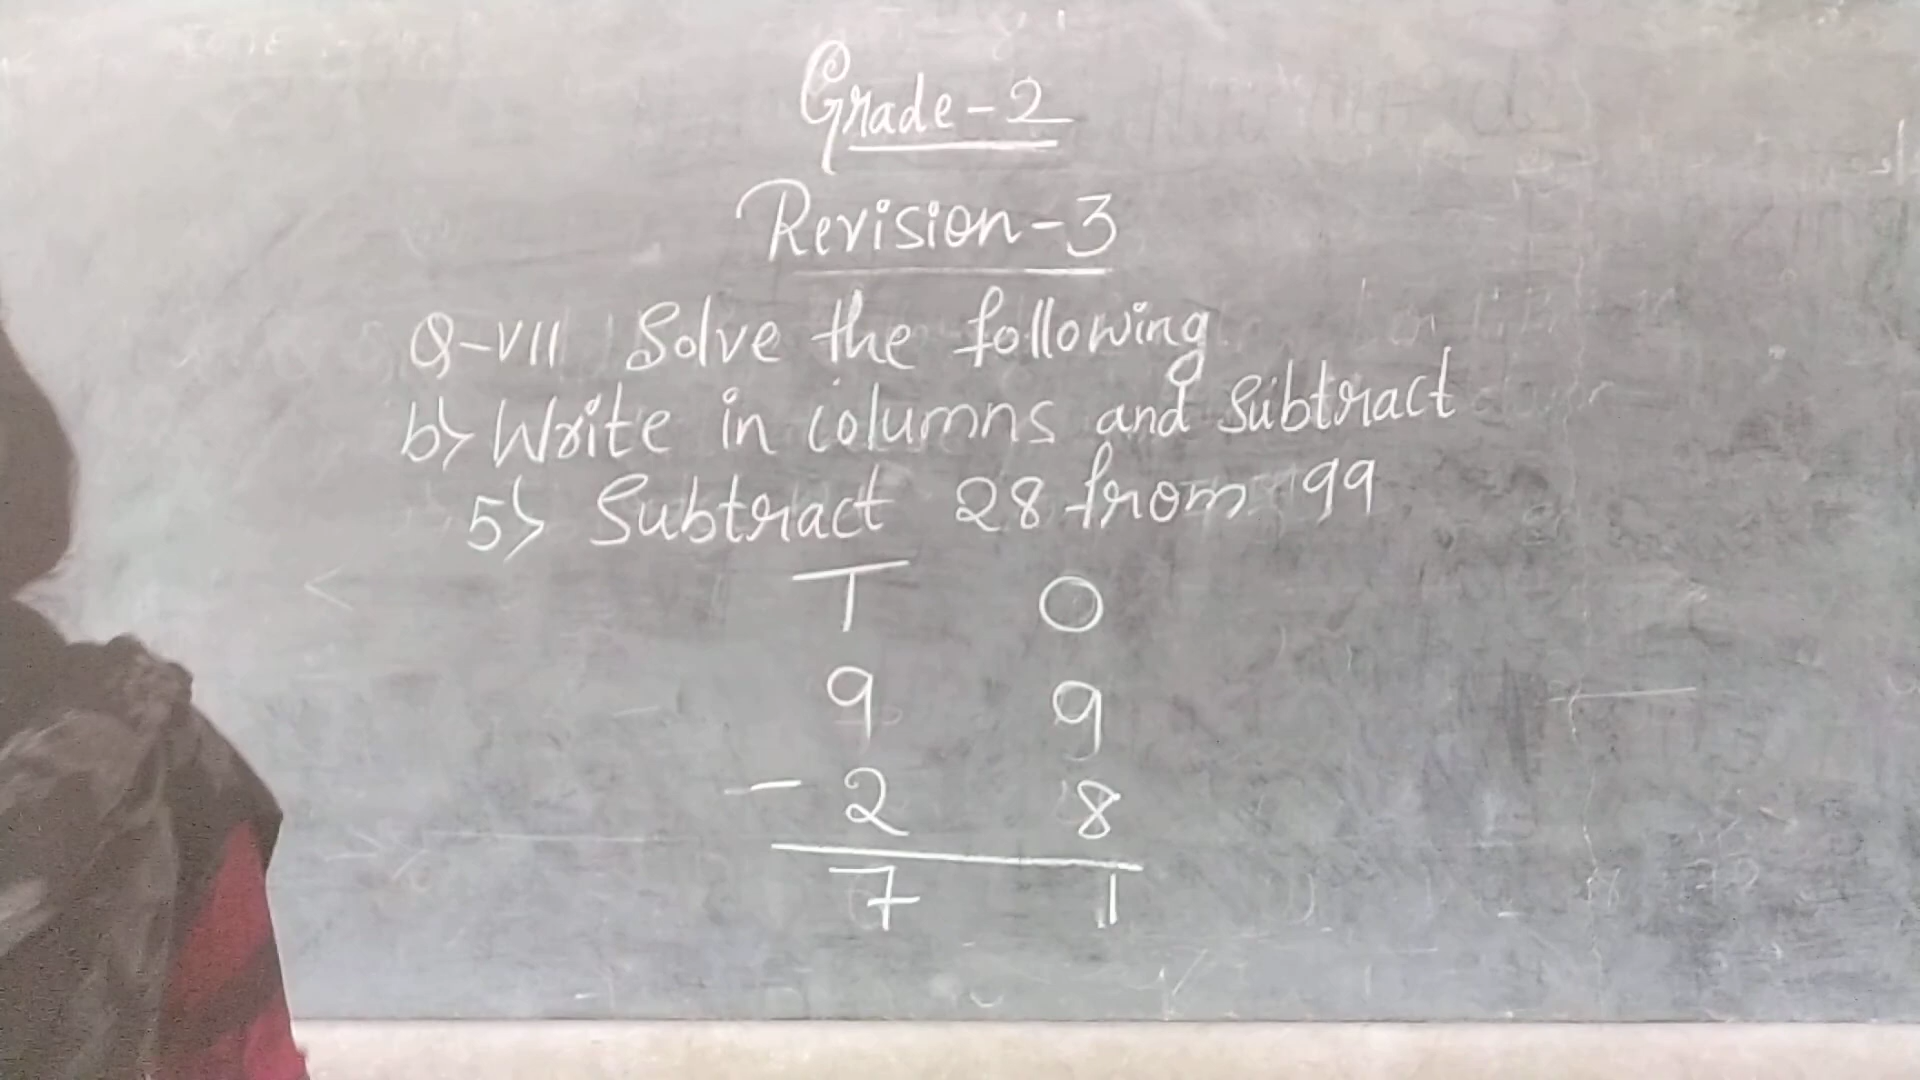 Grade-2
Revision-3
Q-VII Solve the following
b) Write in columns and Subtract
5) Subtract 28 from 99
T O
9 9
- 2 8
7 1